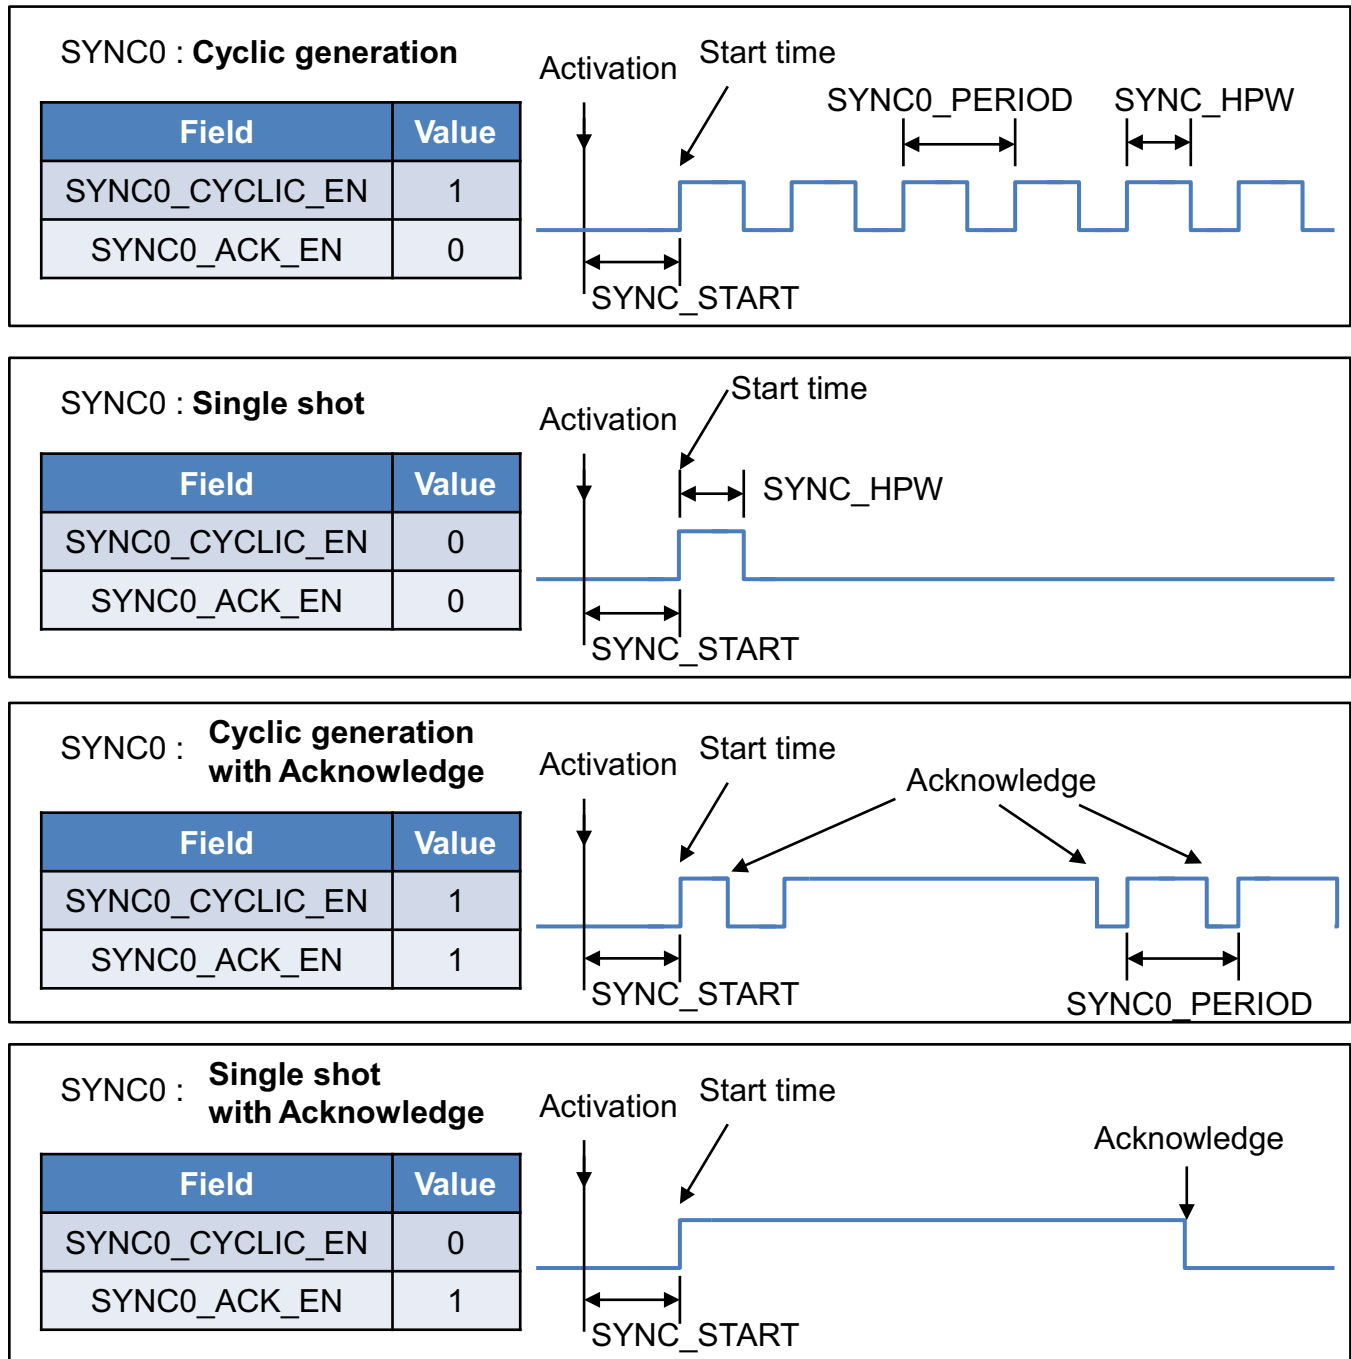 SYNC0 : Cyclic generation
Activation
Start time
SYNC0_PERIOD
SYNC_HPW
Field Value
SYNC0_CYCLIC_EN 1
SYNC0_ACK_EN 0
SYNC_START
SYNC0 : Single shot
Activation
Start time
SYNC_HPW
Field Value
SYNC0_CYCLIC_EN 0
SYNC0_ACK_EN 0
SYNC_START
SYNC0 : Cyclic generation
with Acknowledge
Activation
Start time
Acknowledge
Field Value
SYNC0_CYCLIC_EN 1
SYNC0_ACK_EN 1
SYNC_START
SYNC0_PERIOD
SYNC0 : Single shot
with Acknowledge
Activation
Start time
Acknowledge
Field Value
SYNC0_CYCLIC_EN 0
SYNC0_ACK_EN 1
SYNC_START